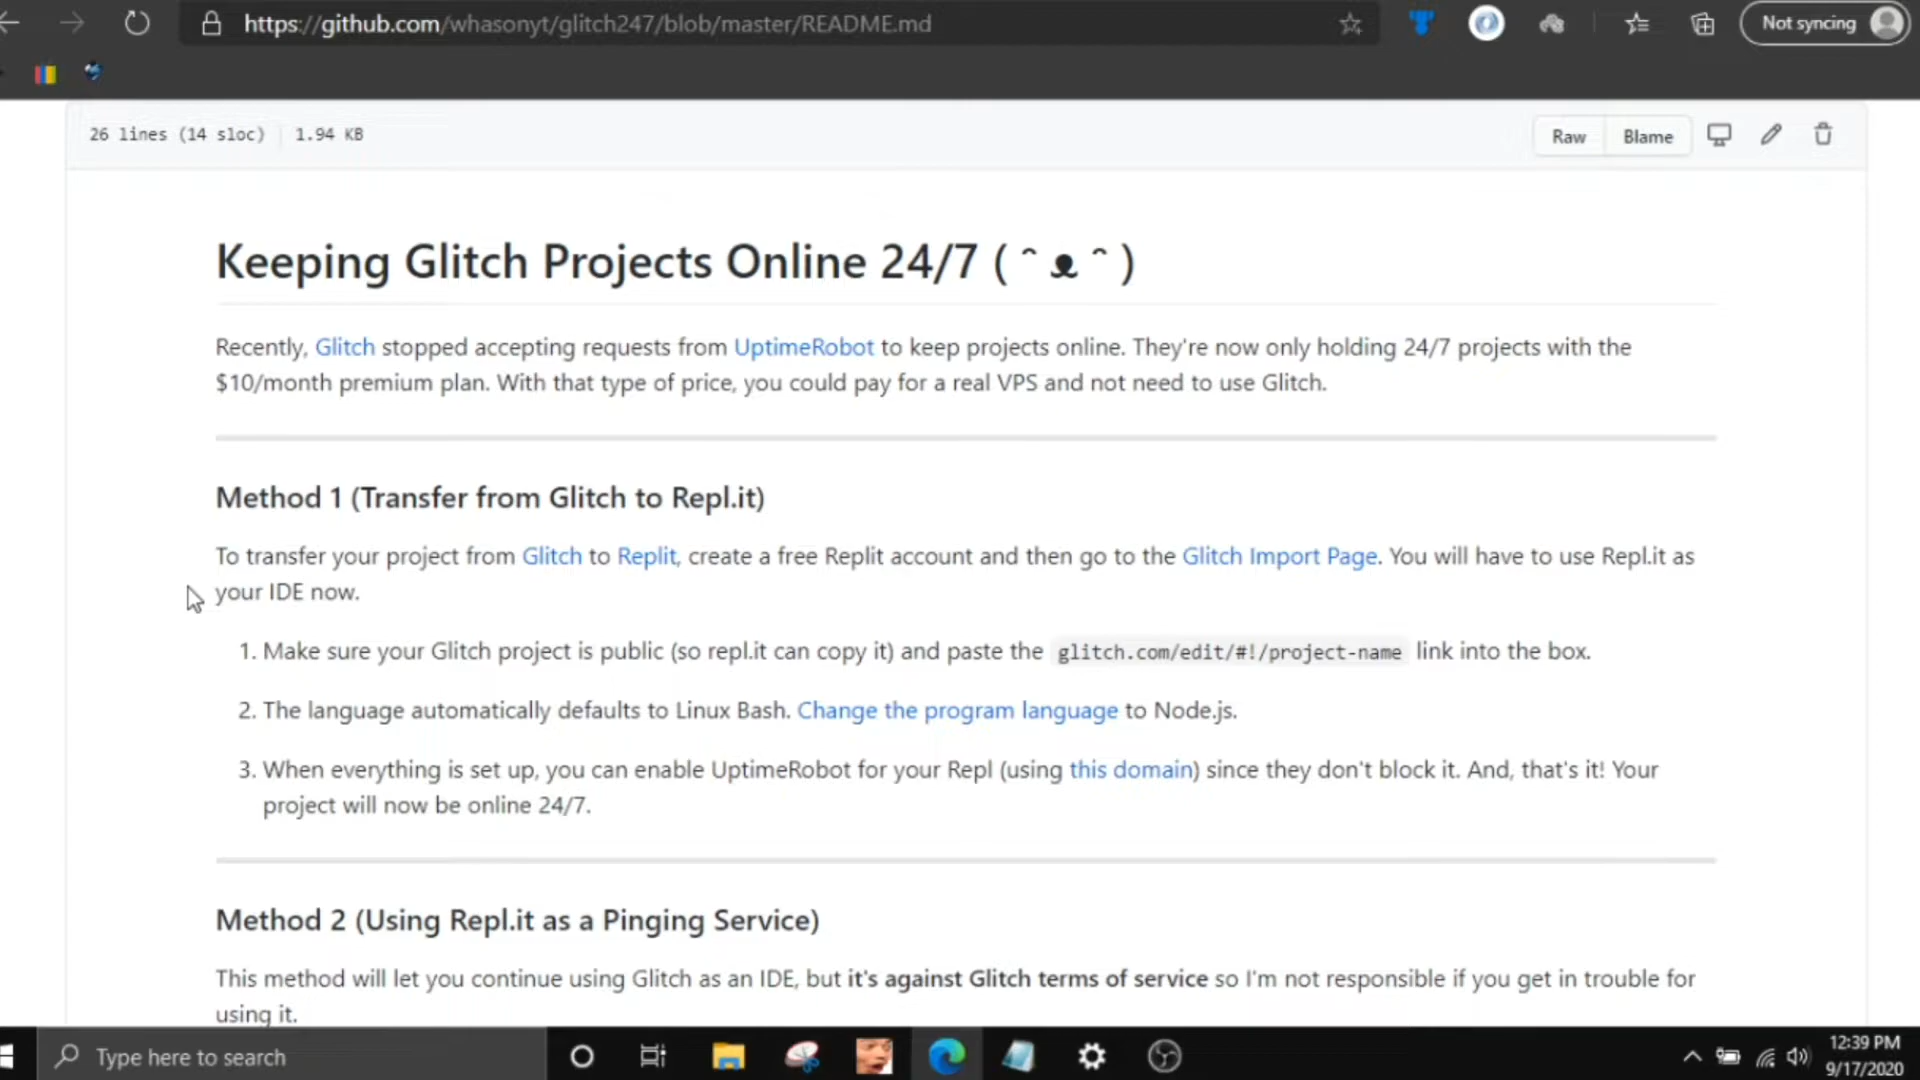 https://github.com/whasonyt/glitch247/blob/master/README.md
Not syncing
26 lines (14 sloc) | 1.94 KB
Raw
Blame
Keeping Glitch Projects Online 24/7 ( ᵔ ᴥ ᵔ )
Recently, Glitch stopped accepting requests from UptimeRobot to keep projects online. They're now only holding 24/7 projects with the
$10/month premium plan. With that type of price, you could pay for a real VPS and not need to use Glitch.
Method 1 (Transfer from Glitch to Repl.it)
To transfer your project from Glitch to Replit, create a free Replit account and then go to the Glitch Import Page. You will have to use Repl.it as
your IDE now.
1. Make sure your Glitch project is public (so repl.it can copy it) and paste the glitch.com/edit/#!/project-name link into the box.
2. The language automatically defaults to Linux Bash. Change the program language to Node.js.
3. When everything is set up, you can enable UptimeRobot for your Repl (using this domain) since they don't block it. And, that's it! Your
project will now be online 24/7.
Method 2 (Using Repl.it as a Pinging Service)
This method will let you continue using Glitch as an IDE, but it's against Glitch terms of service so I'm not responsible if you get in trouble for
using it.
Type here to search
12:39 PM
9/17/2020